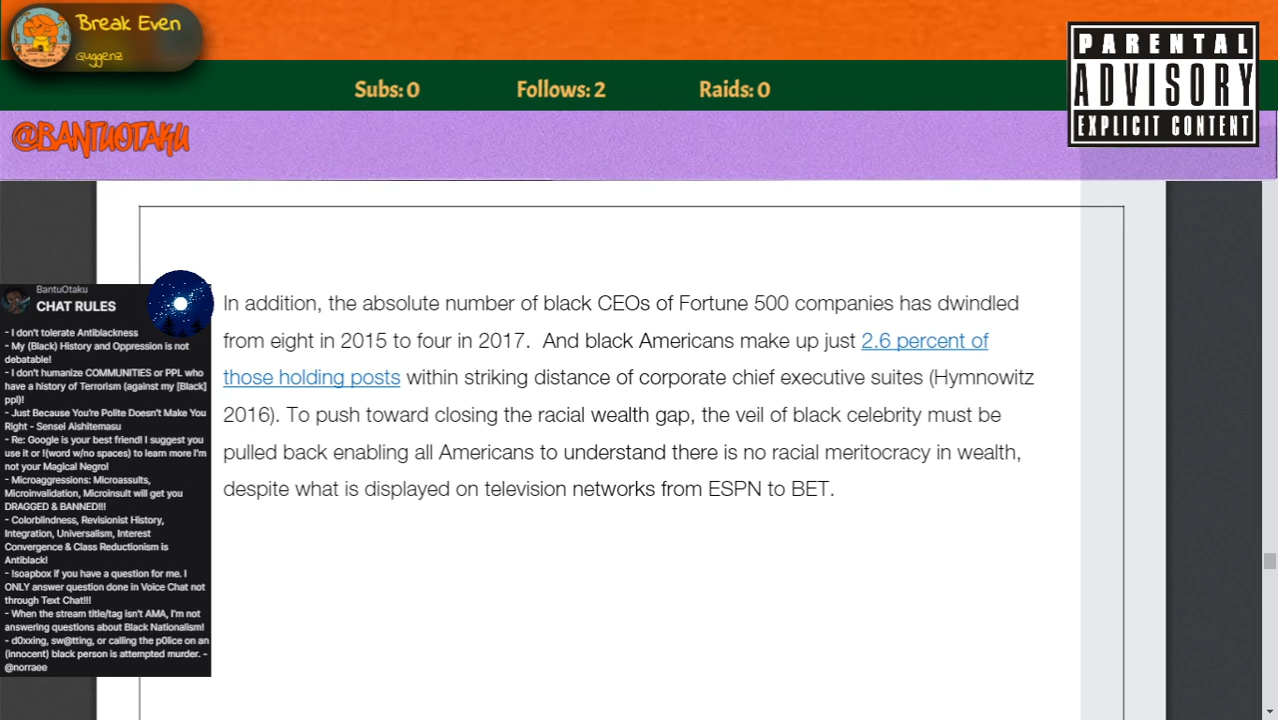 Break Even
Guggenz
PARENTAL
ADVISORY
EXPLICIT CONTENT
Subs: 0
Follows: 2
Raids: 0
@BANTUOTAKU
In addition, the absolute number of black CEOs of Fortune 500 companies has dwindled
from eight in 2015 to four in 2017.  And black Americans make up just 2.6 percent of
those holding posts within striking distance of corporate chief executive suites (Hymnowitz
2016). To push toward closing the racial wealth gap, the veil of black celebrity must be
pulled back enabling all Americans to understand there is no racial meritocracy in wealth,
despite what is displayed on television networks from ESPN to BET.
BantuOtaku
CHAT RULES
- I don't tolerate Antiblackness
- My (Black) History and Oppression is not
debatable!
- I don't humanize COMMUNITIES or PPL who
have a history of Terrorism (against my [Black]
ppl)!
- Just Because You're Polite Doesn't Make You
Right - Sensei Aishitemasu
- Re: Google is your best friend! I suggest you
use it or !(word w/no spaces) to learn more I'm
not your Magical Negro!
- Microaggressions: Microassults,
Microinvalidation, Microinsult will get you
DRAGGED & BANNED!!!
- Colorblindness, Revisionist History,
Integration, Universalism, Interest
Convergence & Class Reductionism is
Antiblack!
- !soapbox if you have a question for me. I
ONLY answer question done in Voice Chat not
through Text Chat!!!
- When the stream title/tag isn't AMA, I'm not
answering questions about Black Nationalism!
- d0xxing, sw@tting, or calling the p0lice on an
(innocent) black person is attempted murder. -
@norraee